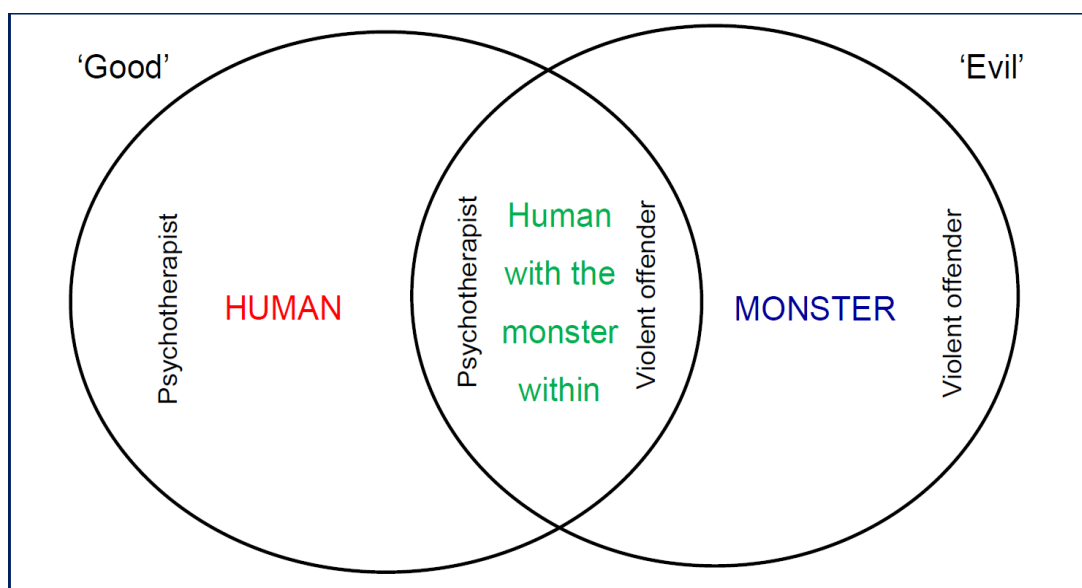 ‘Good’
‘Evil’
Psychotherapist
HUMAN
Psychotherapist
Human
with the
monster
within
Violent offender
MONSTER
Violent offender